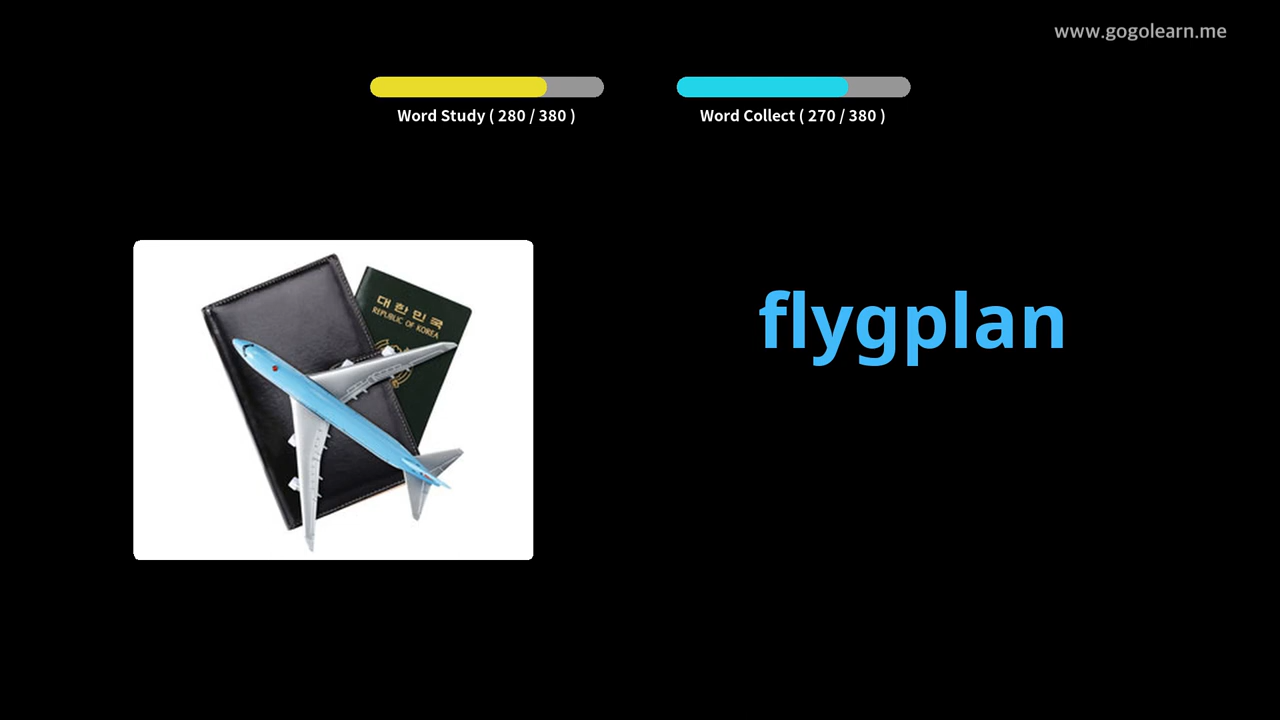 www.gogolearn.me
Word Study ( 280 / 380 )
Word Collect ( 270 / 380 )
대한민국
REPUBLIC OF KOREA
flygplan